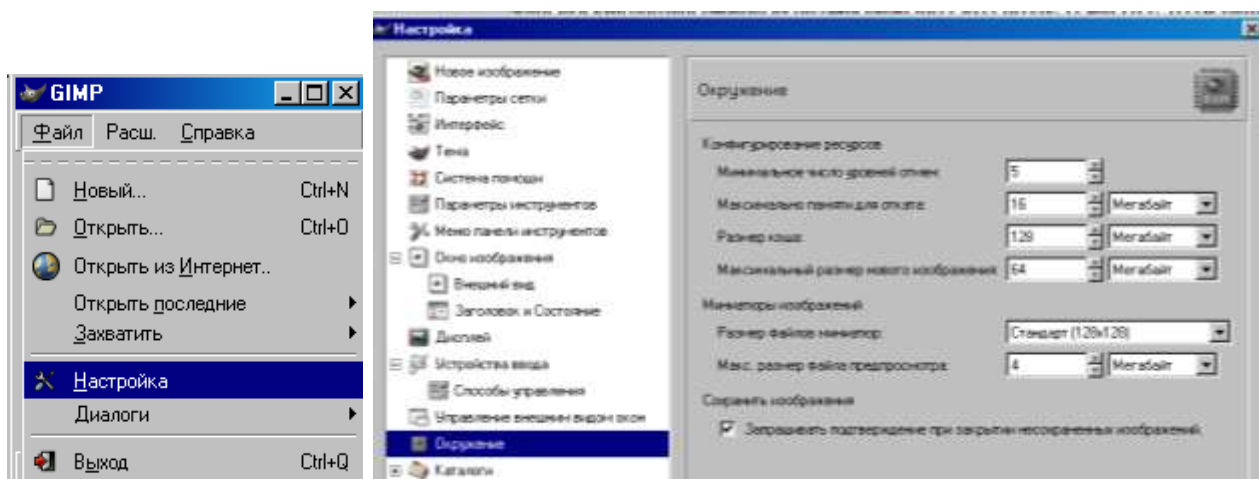 GIMP
Файл Расш. Справка
Новый... Ctrl+N
Открыть... Ctrl+O
Открыть из Интернет..
Открыть последние
Захватить
Настройка
Диалоги
Выход Ctrl+Q
Настройка
Новое изображение
Параметры сетки
Интерфейс
Тема
Система помощи
Параметры инструментов
Меню панели инструментов
Окна изображения
Внешний вид
Заголовок и Состояние
Дисплей
Устройства ввода
Способы управления
Управление внешним видом окон
Окружение
Каталоги
Окружение
Конфигурирование ресурсов
Минимальное число уровней отмен: 5
Максимально памяти для отката: 16 Мегабайт
Размер кэша: 128 Мегабайт
Максимальный размер нового изображения: 64 Мегабайт
Миниатюры изображений
Размер файлов миниатюр: Стандарт (128x128)
Макс. размер файла предпросмотра: 4 Мегабайт
Сохранить изображения
Запрашивать подтверждение при закрытии несохраненных изображений